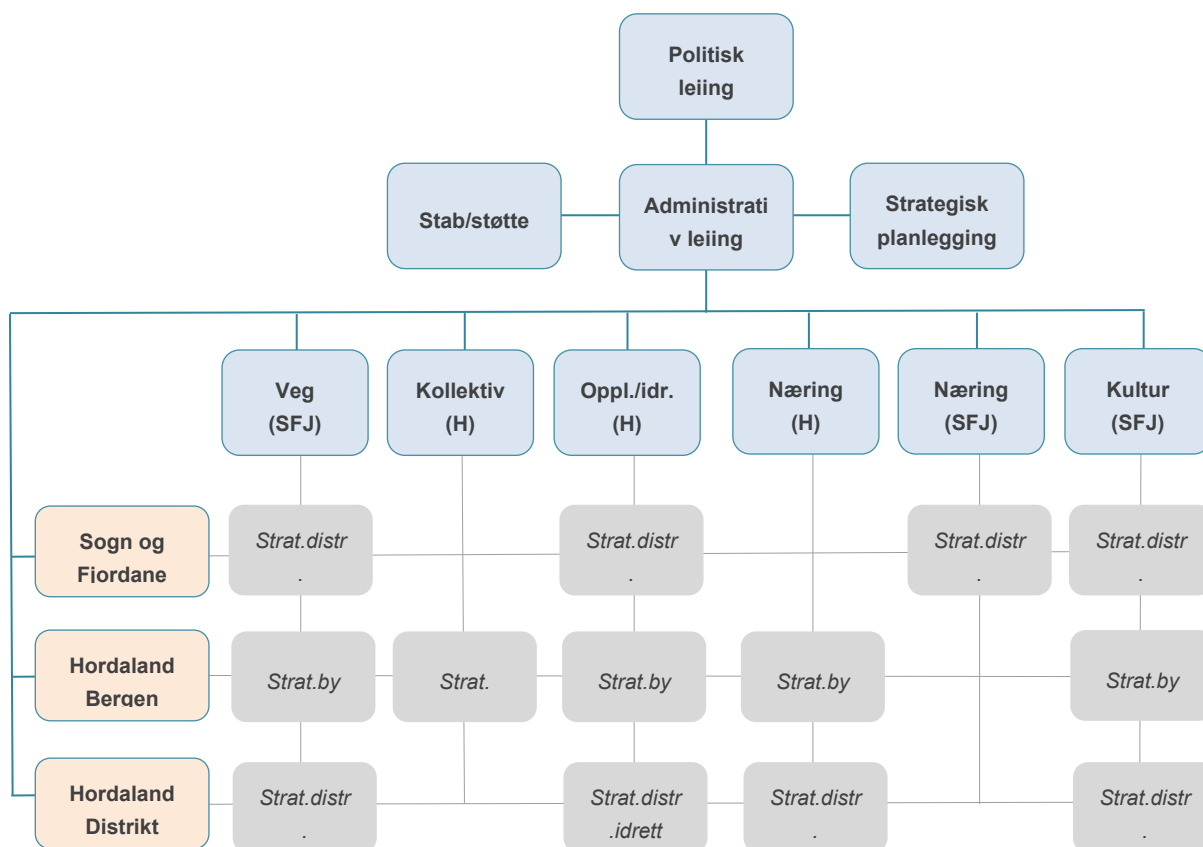 Politisk
leiing
Stab/støtte
Administrati
v leiing
Strategisk
planlegging
Veg
(SFJ)
Kollektiv
(H)
Oppl./idr.
(H)
Næring
(H)
Næring
(SFJ)
Kultur
(SFJ)
Sogn og
Fjordane
Strat.distr
.
Strat.distr
.
Strat.distr
.
Strat.distr
.
Hordaland
Bergen
Strat.by
Strat.
Strat.by
Strat.by
Strat.by
Hordaland
Distrikt
Strat.distr
.
Strat.distr
.idrett
Strat.distr
.
Strat.distr
.